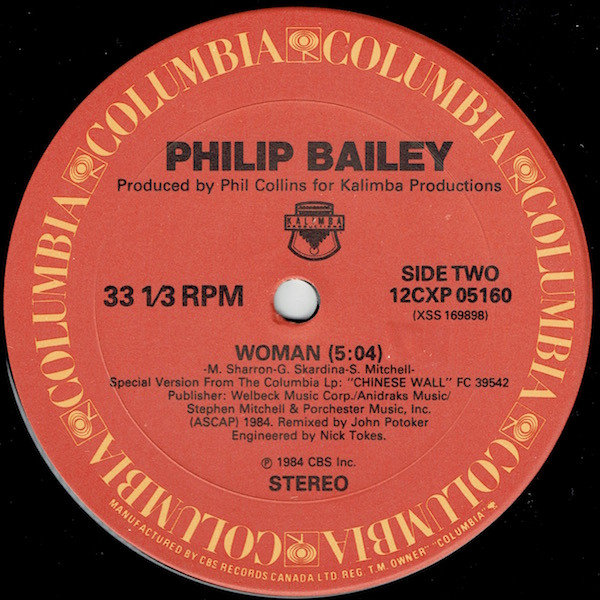 COLUMBIA COLUMBIA COLUMBIA COLUMBIA COLUMBIA COLUMBIA COLUMBIA COLUMBIA
PHILIP BAILEY
Produced by Phil Collins for Kalimba Productions
KALIMBA
PRODUCTIONS
33 1/3 RPM
SIDE TWO
12CXP 05160
(XSS 169898)
WOMAN (5:04)
-M. Sharron-G. Skardina-S. Mitchell-
Special Version From The Columbia Lp: "CHINESE WALL" FC 39542
Publisher: Welbeck Music Corp./Anidraks Music/
Stephen Mitchell & Porchester Music, Inc.
(ASCAP) 1984. Remixed by John Potoker
Engineered by Nick Tokes.
℗ 1984 CBS Inc.
STEREO
MANUFACTURED BY CBS RECORDS CANADA LTD. REG. T.M. OWNER "COLUMBIA"